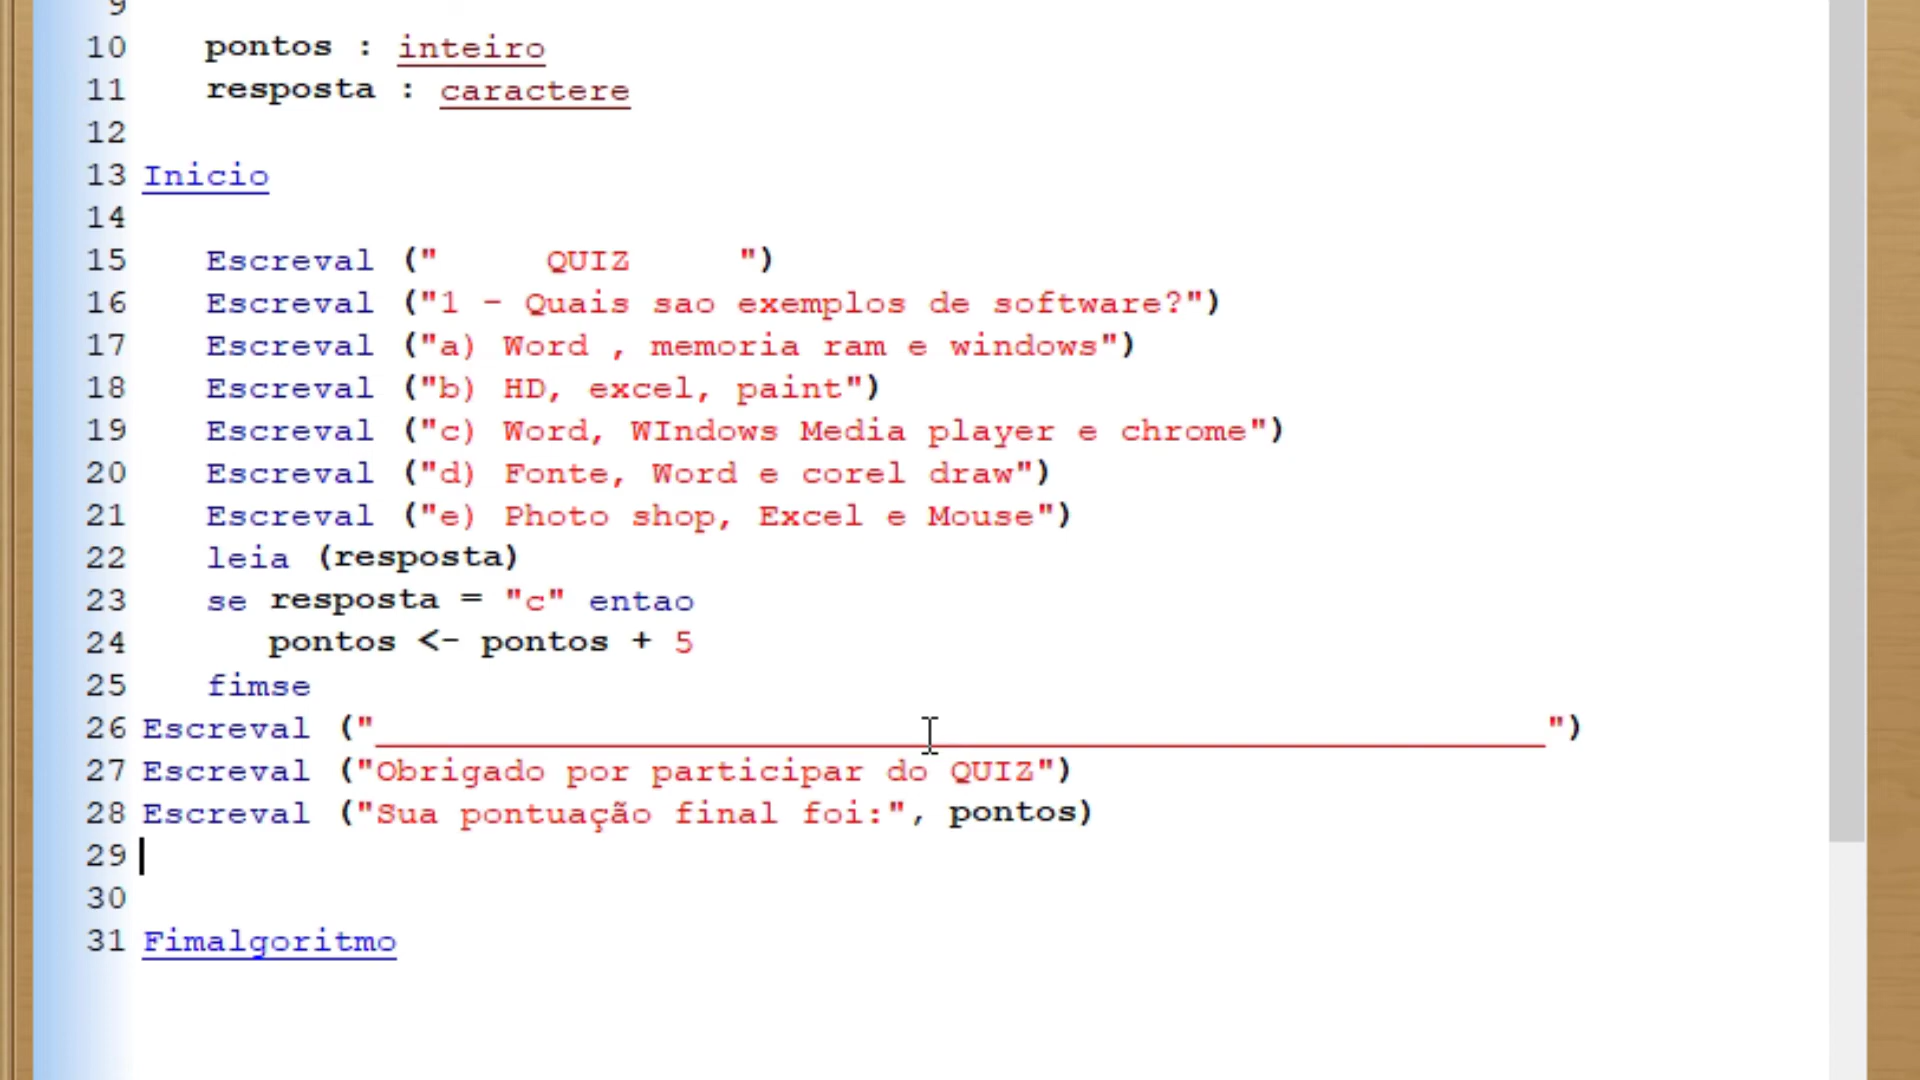 9
10 pontos : inteiro
11 resposta : caractere
12
13 Inicio
14
15 Escreval ("     QUIZ     ")
16 Escreval ("1 - Quais sao exemplos de software?")
17 Escreval ("a) Word , memoria ram e windows")
18 Escreval ("b) HD, excel, paint")
19 Escreval ("c) Word, WIndows Media player e chrome")
20 Escreval ("d) Fonte, Word e corel draw")
21 Escreval ("e) Photo shop, Excel e Mouse")
22 leia (resposta)
23 se resposta = "c" entao
24 pontos <- pontos + 5
25 fimse
26 Escreval ("_______________________________________________________")
27 Escreval ("Obrigado por participar do QUIZ")
28 Escreval ("Sua pontuação final foi:", pontos)
29
30
31 Fimalgoritmo